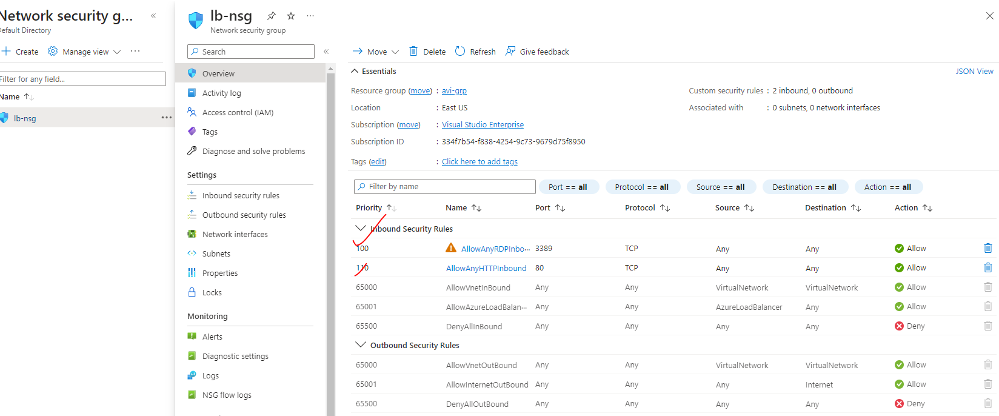 Network security g... «
Default Directory
Create Manage view ···
Filter for any field...
Name ↑↓
lb-nsg ···
lb-nsg ···
Network security group
Search «
Overview
Activity log
Access control (IAM)
Tags
Diagnose and solve problems
Settings
Inbound security rules
Outbound security rules
Network interfaces
Subnets
Properties
Locks
Monitoring
Alerts
Diagnostic settings
Logs
NSG flow logs
Move Delete Refresh Give feedback
Essentials JSON View
Resource group (move) : avi-grp
Location : East US
Subscription (move) : Visual Studio Enterprise
Subscription ID : 334f7b54-f838-4254-9c73-9679d75f8950
Custom security rules : 2 inbound, 0 outbound
Associated with : 0 subnets, 0 network interfaces
Tags (edit) : Click here to add tags
Filter by name Port == all Protocol == all Source == all Destination == all Action == all
Priority ↑↓ Name ↑↓ Port ↑↓ Protocol ↑↓ Source ↑↓ Destination ↑↓ Action ↑↓
Inbound Security Rules
100 AllowAnyRDPInbo... 3389 TCP Any Any Allow
110 AllowAnyHTTPInbound 80 TCP Any Any Allow
65000 AllowVnetInBound Any Any VirtualNetwork VirtualNetwork Allow
65001 AllowAzureLoadBalan... Any Any AzureLoadBalancer Any Allow
65500 DenyAllInBound Any Any Any Any Deny
Outbound Security Rules
65000 AllowVnetOutBound Any Any VirtualNetwork VirtualNetwork Allow
65001 AllowInternetOutBound Any Any Any Internet Allow
65500 DenyAllOutBound Any Any Any Any Deny